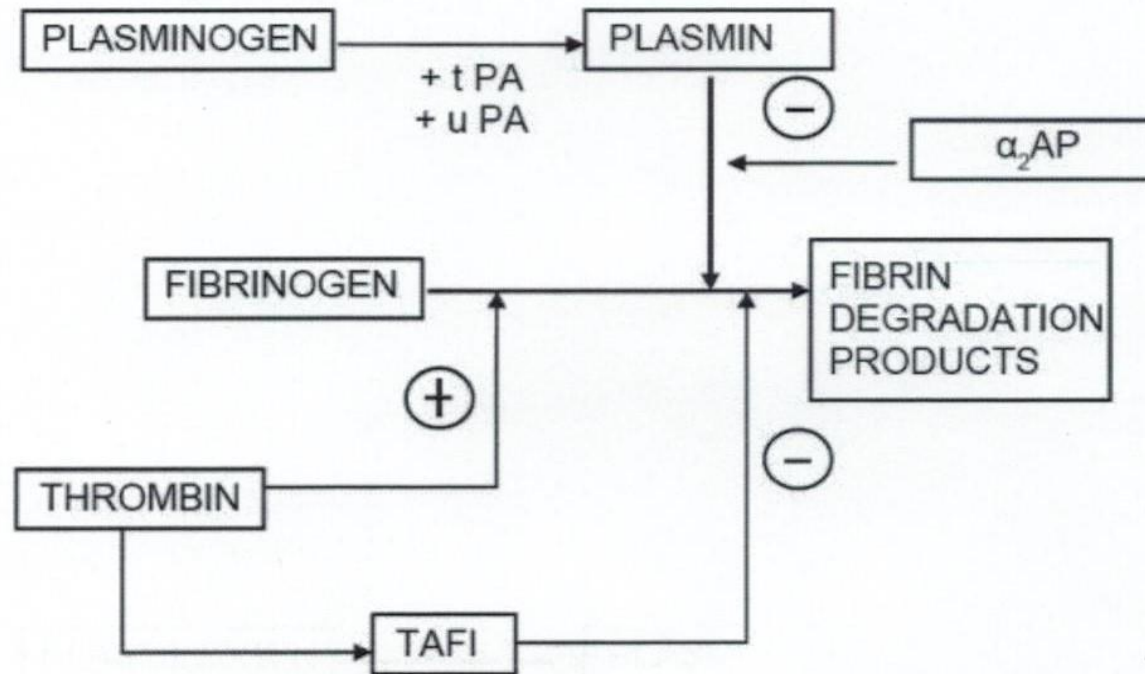 PLASMINOGEN
PLASMIN
+ t PA
+ u PA
−
α₂AP
FIBRINOGEN
FIBRIN
DEGRADATION
PRODUCTS
+
−
THROMBIN
TAFI